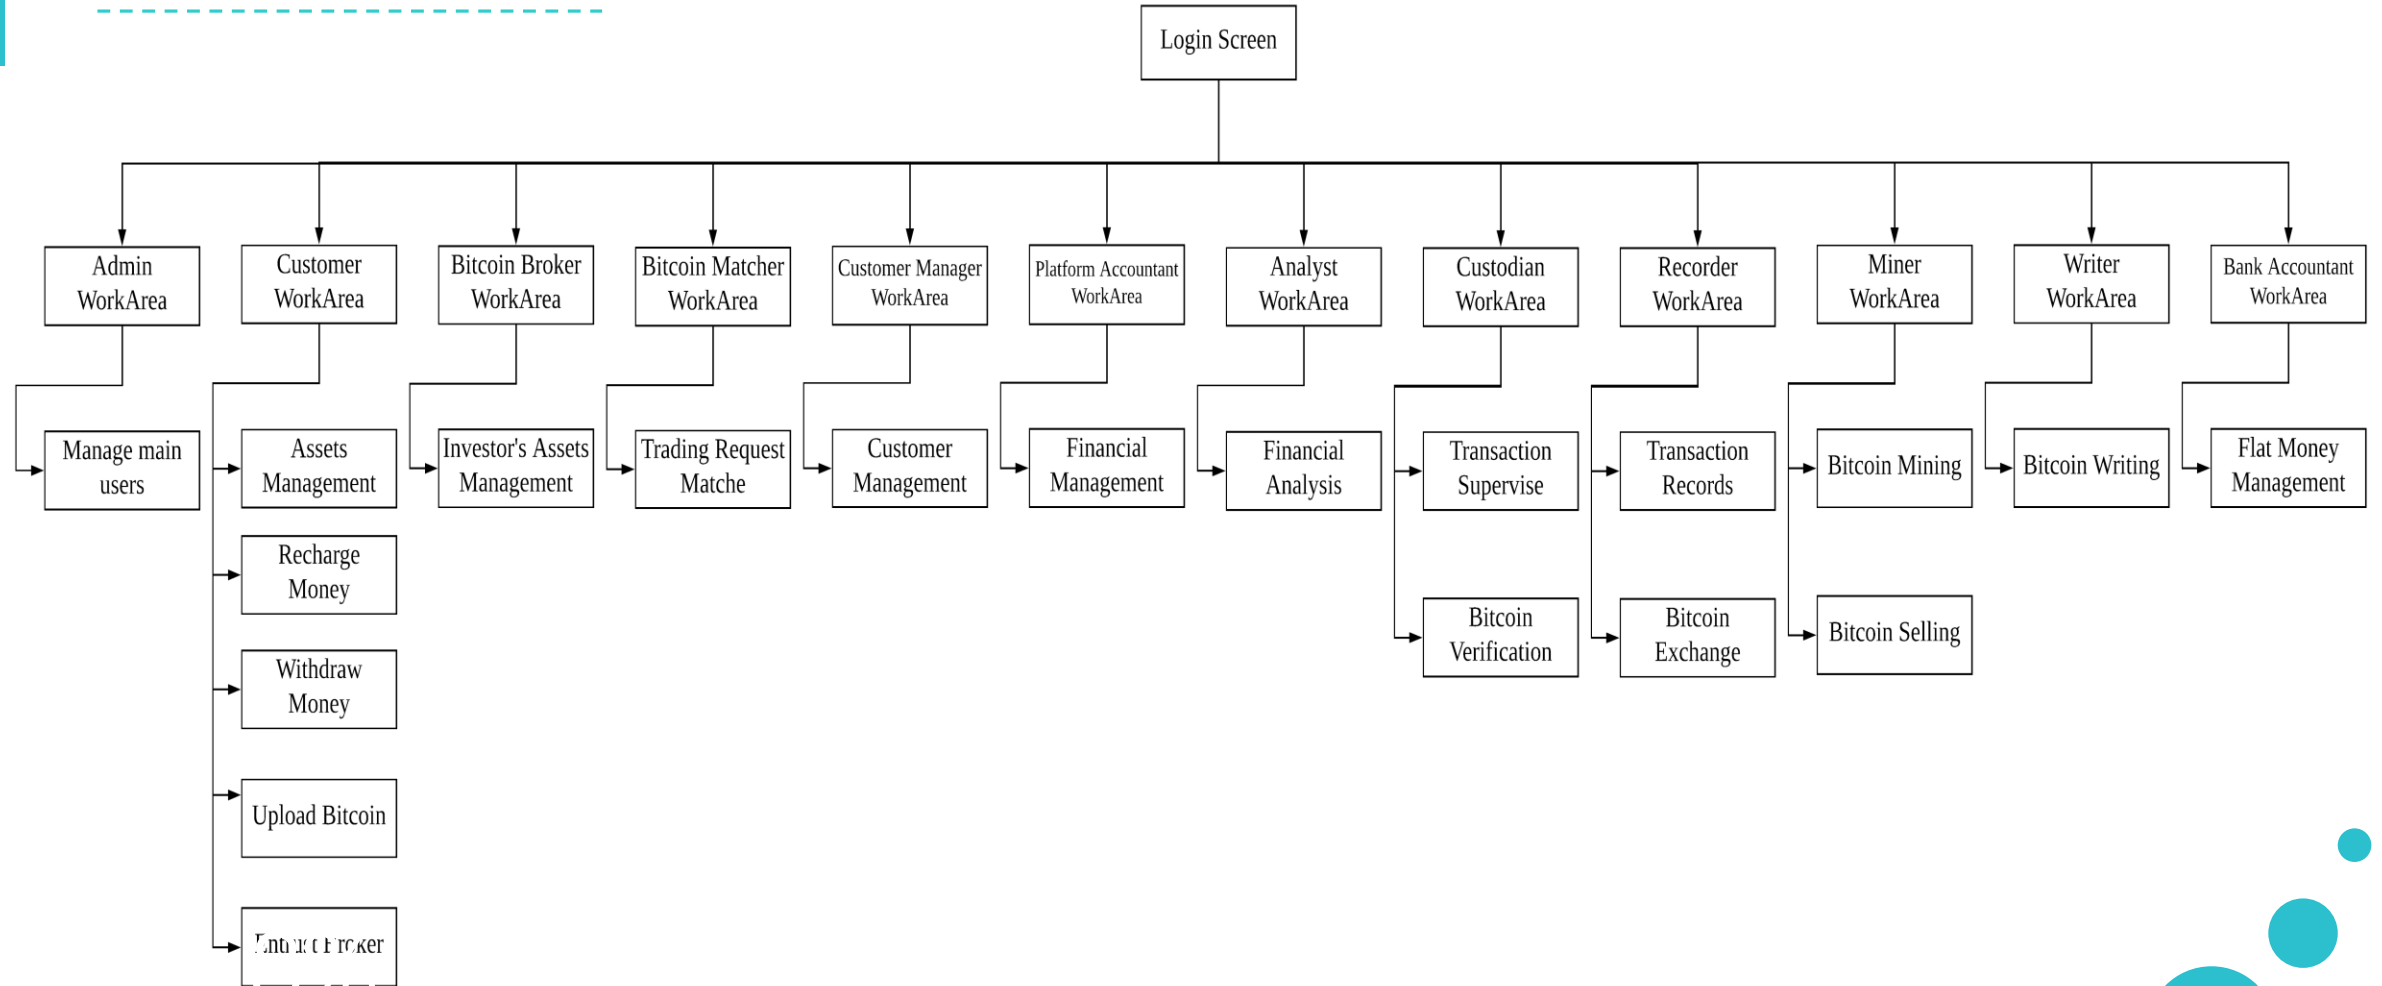 Login Screen
Admin
WorkArea
Customer
WorkArea
Bitcoin Broker
WorkArea
Bitcoin Matcher
WorkArea
Customer Manager
WorkArea
Platform Accountant
WorkArea
Analyst
WorkArea
Custodian
WorkArea
Recorder
WorkArea
Miner
WorkArea
Writer
WorkArea
Bank Accountant
WorkArea
Manage main
users
Assets
Management
Investor's Assets
Management
Trading Request
Matche
Customer
Management
Financial
Management
Financial
Analysis
Transaction
Supervise
Transaction
Records
Bitcoin Mining
Bitcoin Writing
Flat Money
Management
Recharge
Money
Bitcoin
Verification
Bitcoin
Exchange
Bitcoin Selling
Withdraw
Money
Upload Bitcoin
Entrust Broker